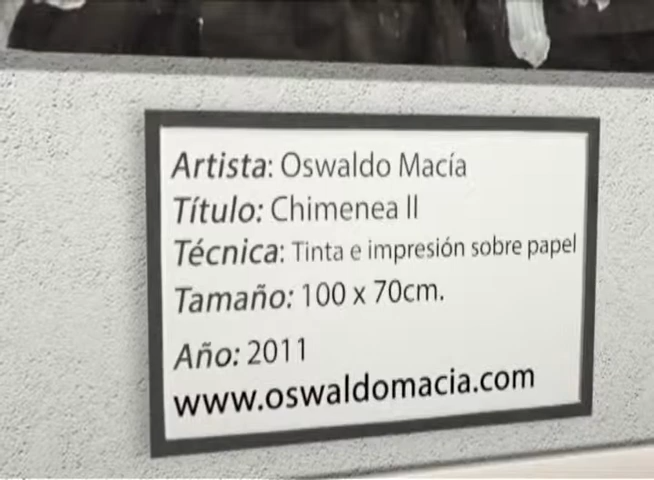 Artista: Oswaldo Macía
Título: Chimenea II
Técnica: Tinta e impresión sobre papel
Tamaño: 100 x 70cm.
Año: 2011
www.oswaldomacia.com